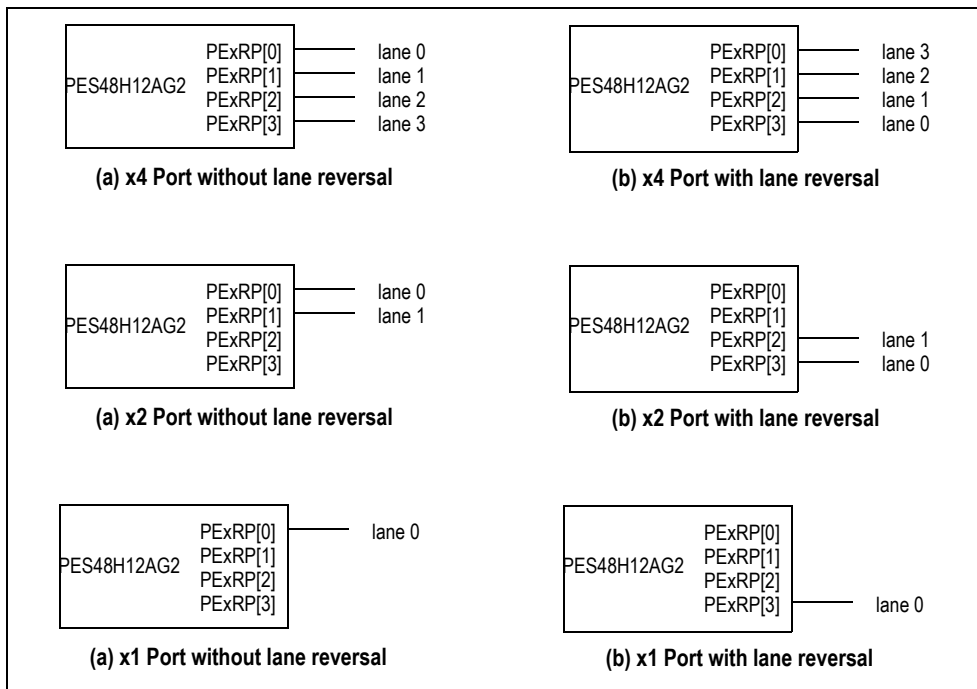 PES48H12AG2
PExRP[0] lane 0
PExRP[1] lane 1
PExRP[2] lane 2
PExRP[3] lane 3
(a) x4 Port without lane reversal
PES48H12AG2
PExRP[0] lane 3
PExRP[1] lane 2
PExRP[2] lane 1
PExRP[3] lane 0
(b) x4 Port with lane reversal
PES48H12AG2
PExRP[0] lane 0
PExRP[1] lane 1
PExRP[2]
PExRP[3]
(a) x2 Port without lane reversal
PES48H12AG2
PExRP[0]
PExRP[1]
PExRP[2] lane 1
PExRP[3] lane 0
(b) x2 Port with lane reversal
PES48H12AG2
PExRP[0] lane 0
PExRP[1]
PExRP[2]
PExRP[3]
(a) x1 Port without lane reversal
PES48H12AG2
PExRP[0]
PExRP[1]
PExRP[2]
PExRP[3] lane 0
(b) x1 Port with lane reversal